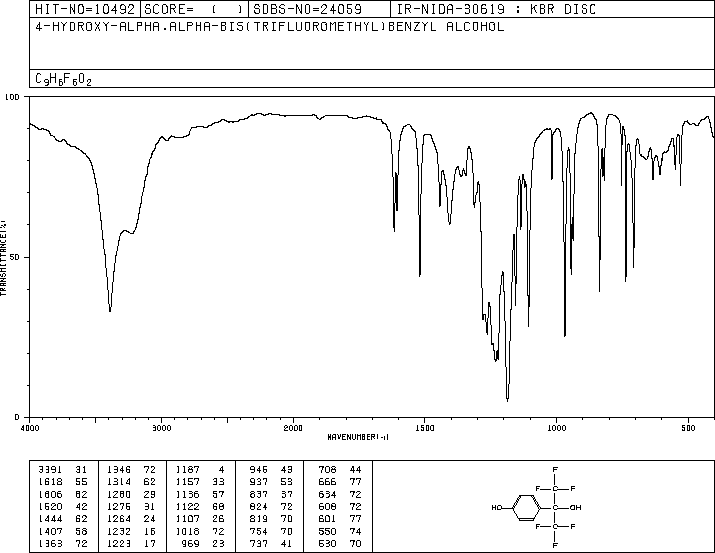 HIT-NO=10492 SCORE= ( ) SDBS-NO=24059 IR-NIDA-30619 : KBR DISC
4-HYDROXY-ALPHA,ALPHA-BIS(TRIFLUOROMETHYL)BENZYL ALCOHOL
C9H6F6O2
100
50
0
TRANSMITTANCE(%)
4000 3000 2000 1500 1000 500
WAVENUMBER(-1)
3391 31 1346 72 1187 4 946 43 708 44
1618 55 1314 62 1157 33 937 53 666 77
1606 62 1280 29 1136 57 837 37 634 72
1520 42 1275 31 1122 68 824 72 608 72
1444 62 1264 24 1107 26 819 70 601 77
1407 58 1232 16 1018 72 754 70 550 74
1363 72 1223 17 969 23 737 41 530 70
F
F C F
HO C OH
F C F
F